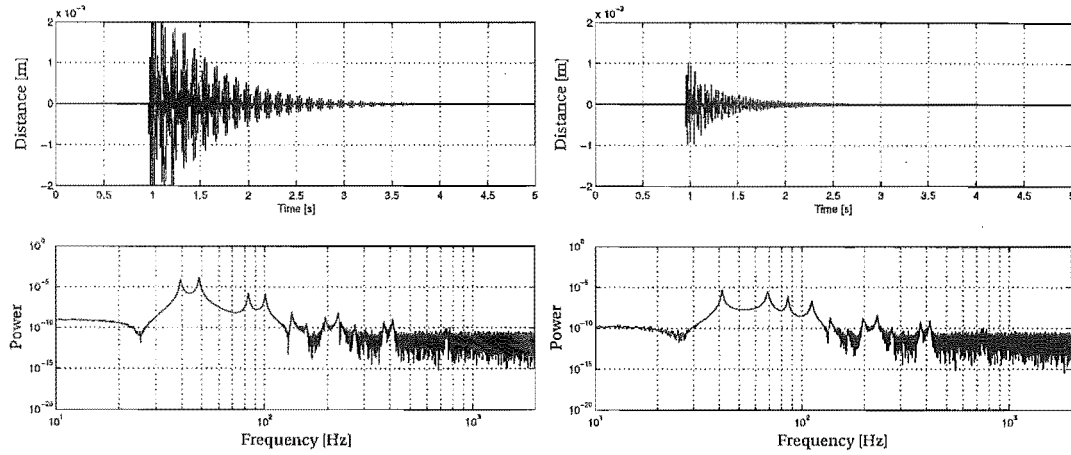 x 10⁻³
Distance [m]
2
1
0
−1
−2
0 0.5 1 1.5 2 2.5 3 3.5 4 4.5 5
Time [s]
x 10⁻³
Distance [m]
2
1
0
−1
−2
0 0.5 1 1.5 2 2.5 3 3.5 4 4.5 5
Time [s]
Power
10⁰
10⁻⁵
10⁻¹⁰
10⁻¹⁵
10⁻²⁰
10¹ 10² 10³
Frequency [Hz]
Power
10⁰
10⁻⁵
10⁻¹⁰
10⁻¹⁵
10⁻²⁰
10¹ 10² 10³
Frequency [Hz]